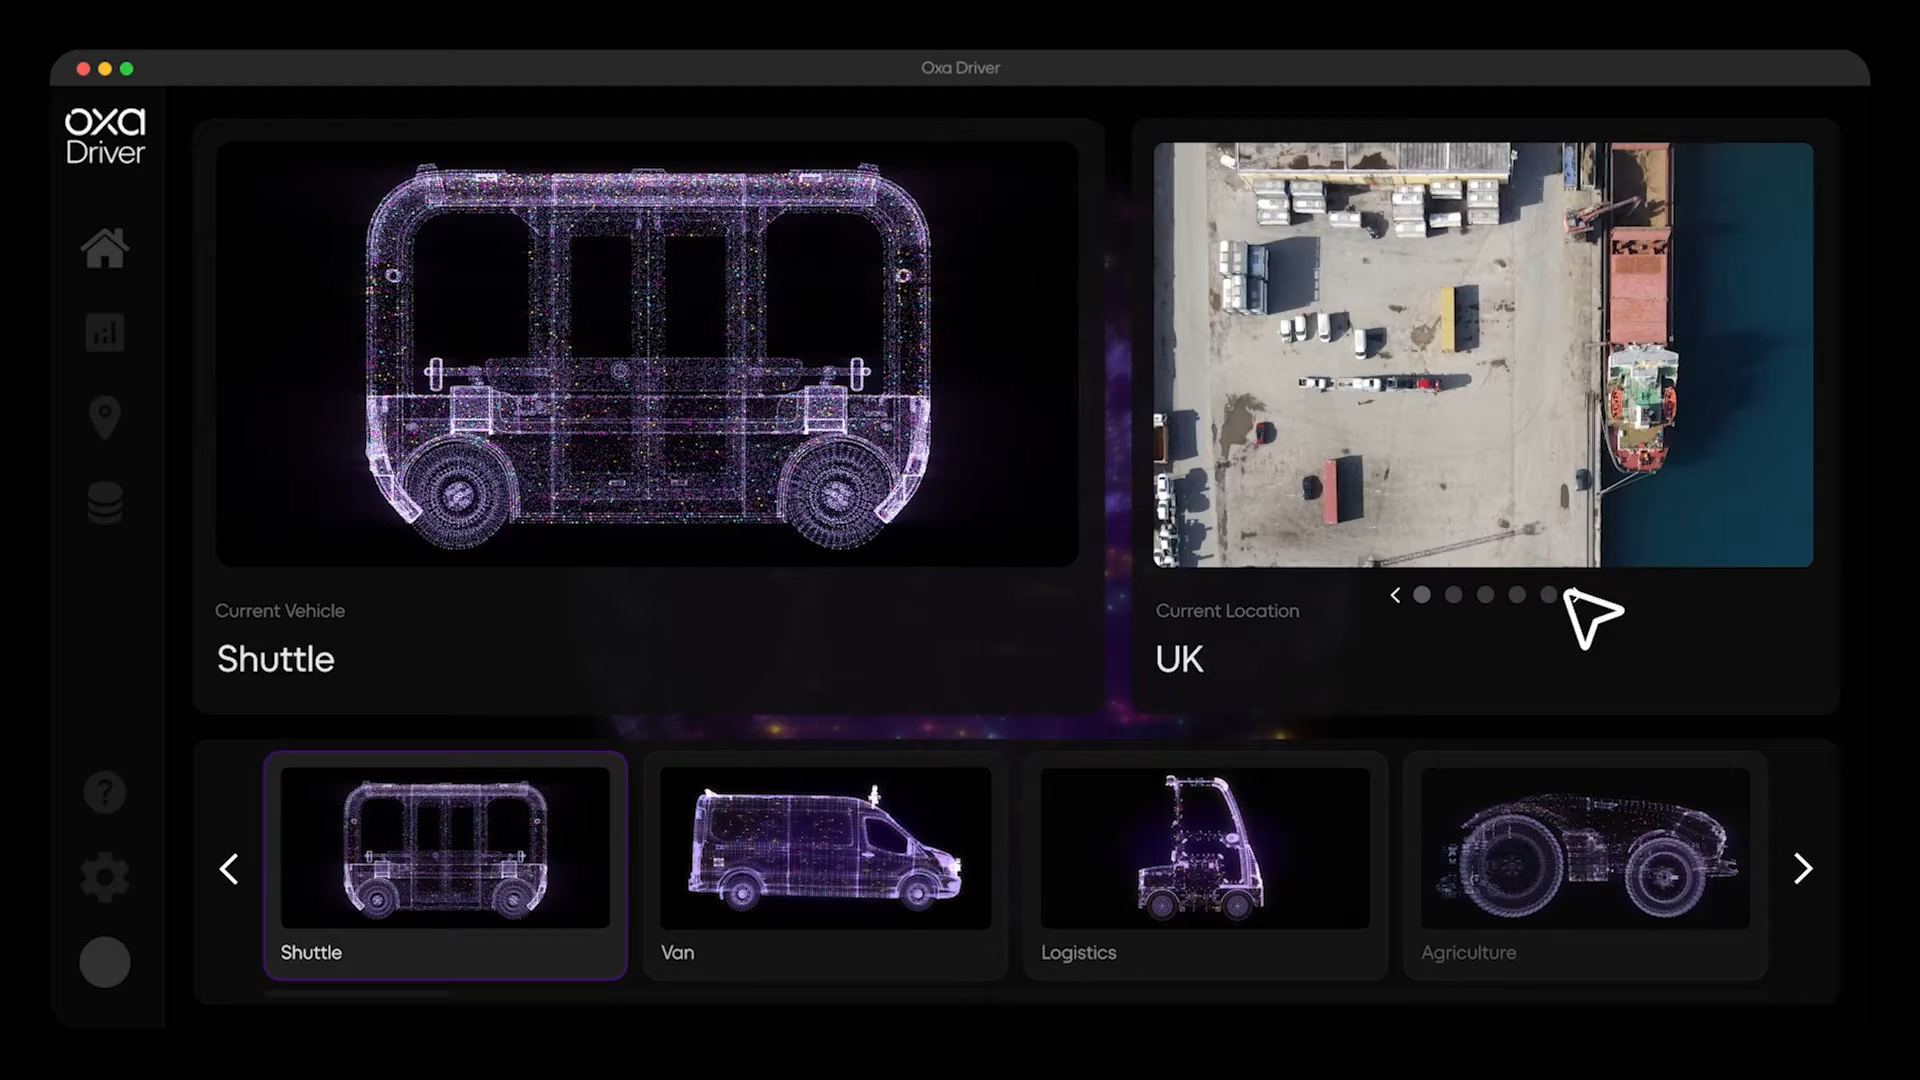 Oxa Driver
oxa
Driver
Current Vehicle
Shuttle
Current Location
UK
Shuttle
Van
Logistics
Agriculture